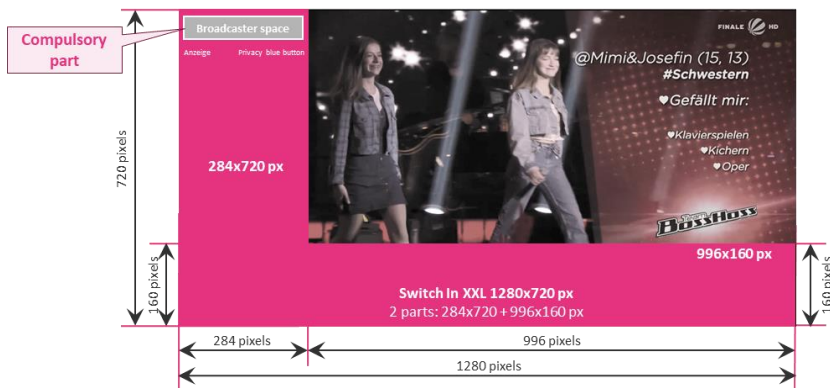 Broadcaster space
Compulsory
part
Anzeige
Privacy blue button
FINALE
HD
@Mimi&Josefin (15, 13)
#Schwestern
Gefällt mir:
Klavierspielen
Kichern
Oper
Team
BossHoss
720 pixels
284x720 px
996x160 px
160 pixels
Switch In XXL 1280x720 px
2 parts: 284x720 + 996x160 px
160 pixels
284 pixels
996 pixels
1280 pixels